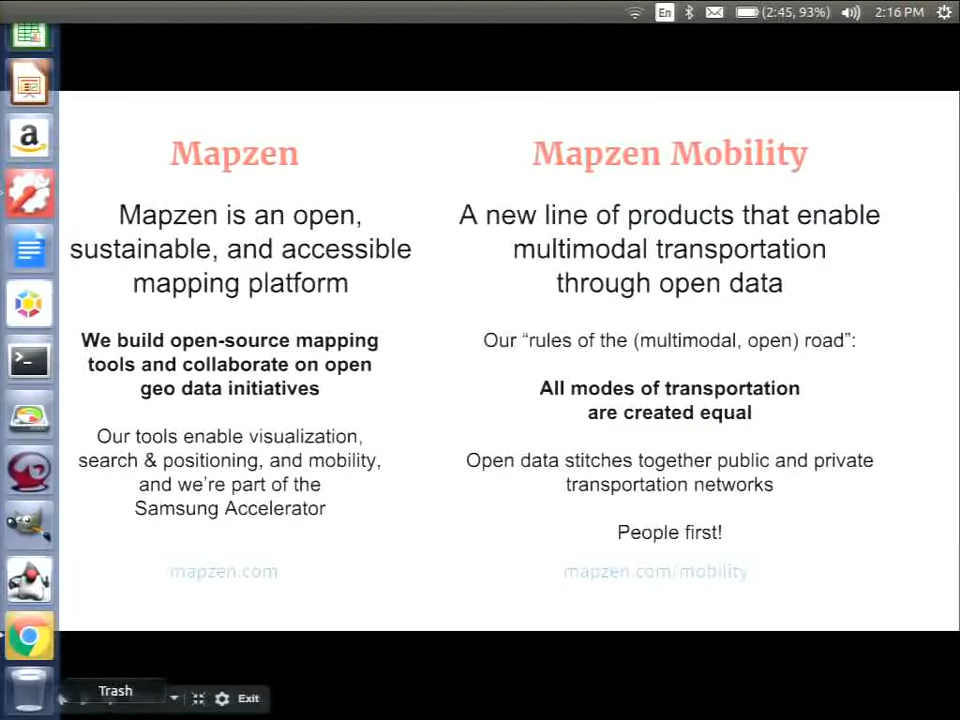 En
(2:45, 93%)
2:16 PM
Mapzen
Mapzen is an open,
sustainable, and accessible
mapping platform
We build open-source mapping
tools and collaborate on open
geo data initiatives
Our tools enable visualization,
search & positioning, and mobility,
and we're part of the
Samsung Accelerator
mapzen.com
Mapzen Mobility
A new line of products that enable
multimodal transportation
through open data
Our “rules of the (multimodal, open) road”:
All modes of transportation
are created equal
Open data stitches together public and private
transportation networks
People first!
mapzen.com/mobility
a
>_
Trash
Exit